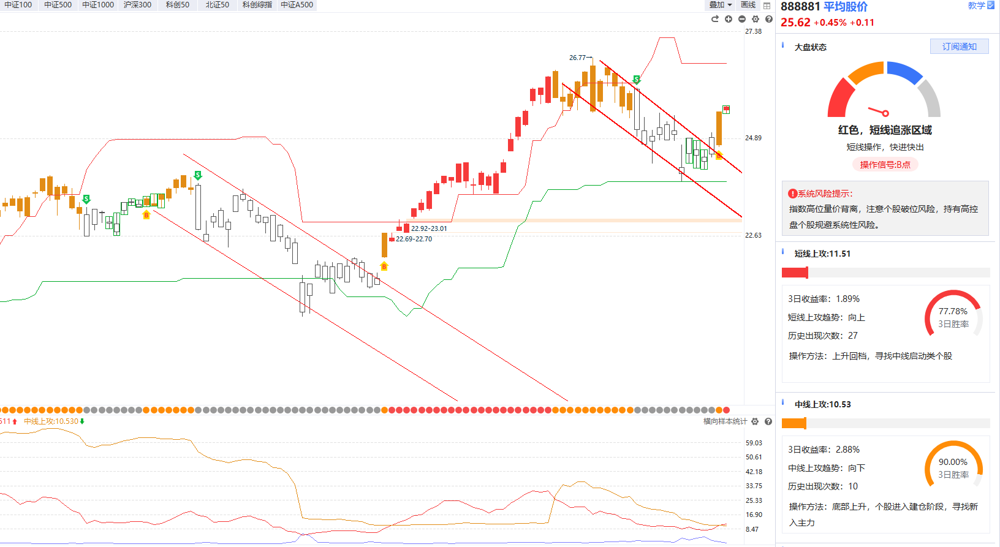 中证100 中证500 中证1000 沪深300 科创50 北证50 科创综指 中证A500 叠加 画线
27.38
26.77
S
24.89
S
S
B
B
B
22.92-23.01
22.69-22.70
22.63
511 中线上攻:10.530
横向样本统计
59.03
50.61
42.18
33.75
25.33
16.90
8.47
888881 平均股价 教学
25.62 +0.45% +0.11
大盘状态 订阅通知
红色，短线追涨区域
短线操作，快进快出
操作信号:B点
系统风险提示:
指数高位量价背离，注意个股破位风险，持有高控
盘个股规避系统性风险。
短线上攻:11.51
3日收益率：1.89%
短线上攻趋势：向上
历史出现次数：27
77.78%
3日胜率
操作方法：上升回档，寻找中线启动类个股
中线上攻:10.53
3日收益率：2.88%
中线上攻趋势：向下
历史出现次数：10
90.00%
3日胜率
操作方法：底部上升，个股进入建仓阶段，寻找新
入主力